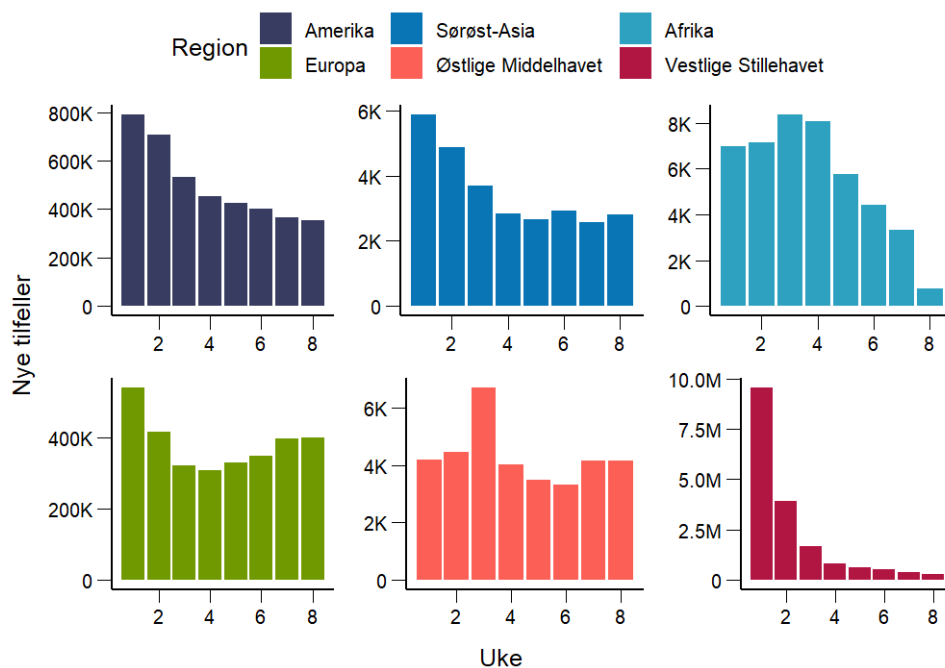 Region
Amerika
Sørøst-Asia
Afrika
Europa
Østlige Middelhavet
Vestlige Stillehavet
Nye tilfeller
800K
600K
400K
200K
0
2 4 6 8
6K
4K
2K
0
2 4 6 8
8K
6K
4K
2K
0
2 4 6 8
400K
200K
0
2 4 6 8
6K
4K
2K
0
2 4 6 8
10.0M
7.5M
5.0M
2.5M
0
2 4 6 8
Uke